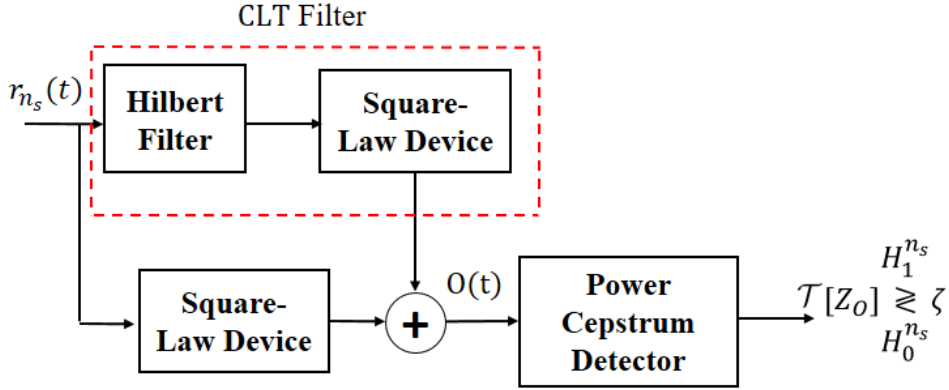 CLT Filter
r_{n_s}(t)
Hilbert
Filter
Square-
Law Device
Square-
Law Device
+
O(t)
Power
Cepstrum
Detector
H_1^{n_s}
𝒯[Z_O] ≷ ζ
H_0^{n_s}